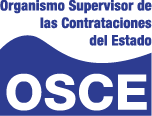 Organismo Supervisor de
las Contrataciones
del Estado
OSCE